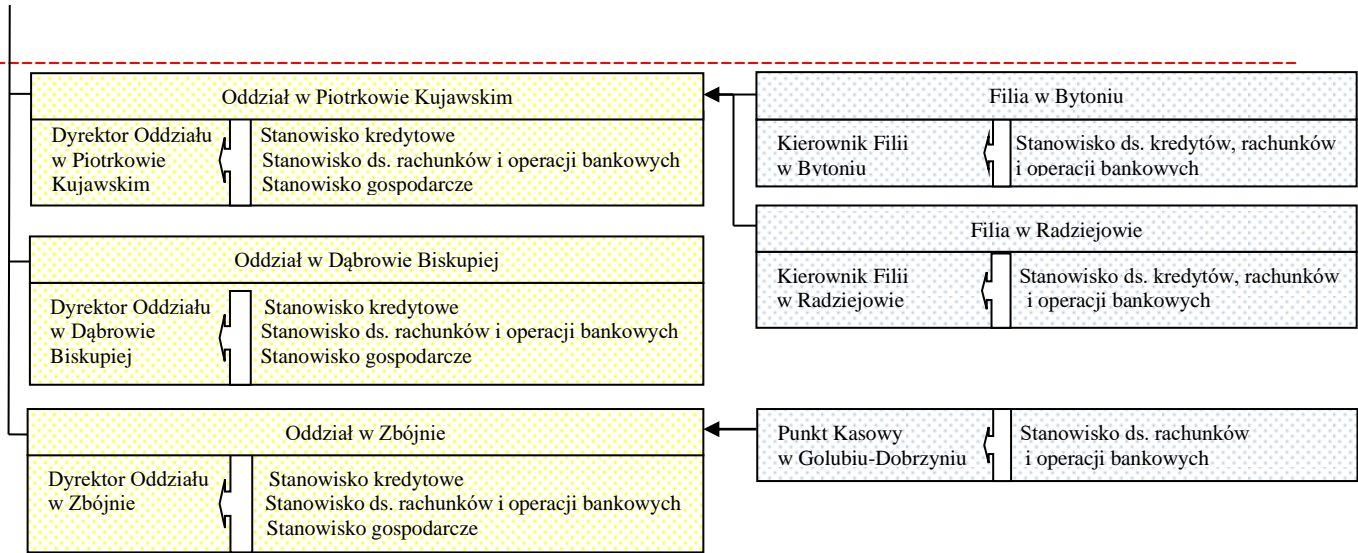 Oddział w Piotrkowie Kujawskim
Dyrektor Oddziału
w Piotrkowie
Kujawskim
Stanowisko kredytowe
Stanowisko ds. rachunków i operacji bankowych
Stanowisko gospodarcze
Filia w Bytoniu
Kierownik Filii
w Bytoniu
Stanowisko ds. kredytów, rachunków
i operacji bankowych
Filia w Radziejowie
Kierownik Filii
w Radziejowie
Stanowisko ds. kredytów, rachunków
i operacji bankowych
Oddział w Dąbrowie Biskupiej
Dyrektor Oddziału
w Dąbrowie
Biskupiej
Stanowisko kredytowe
Stanowisko ds. rachunków i operacji bankowych
Stanowisko gospodarcze
Oddział w Zbójnie
Dyrektor Oddziału
w Zbójnie
Stanowisko kredytowe
Stanowisko ds. rachunków i operacji bankowych
Stanowisko gospodarcze
Punkt Kasowy
w Golubiu-Dobrzyniu
Stanowisko ds. rachunków
i operacji bankowych